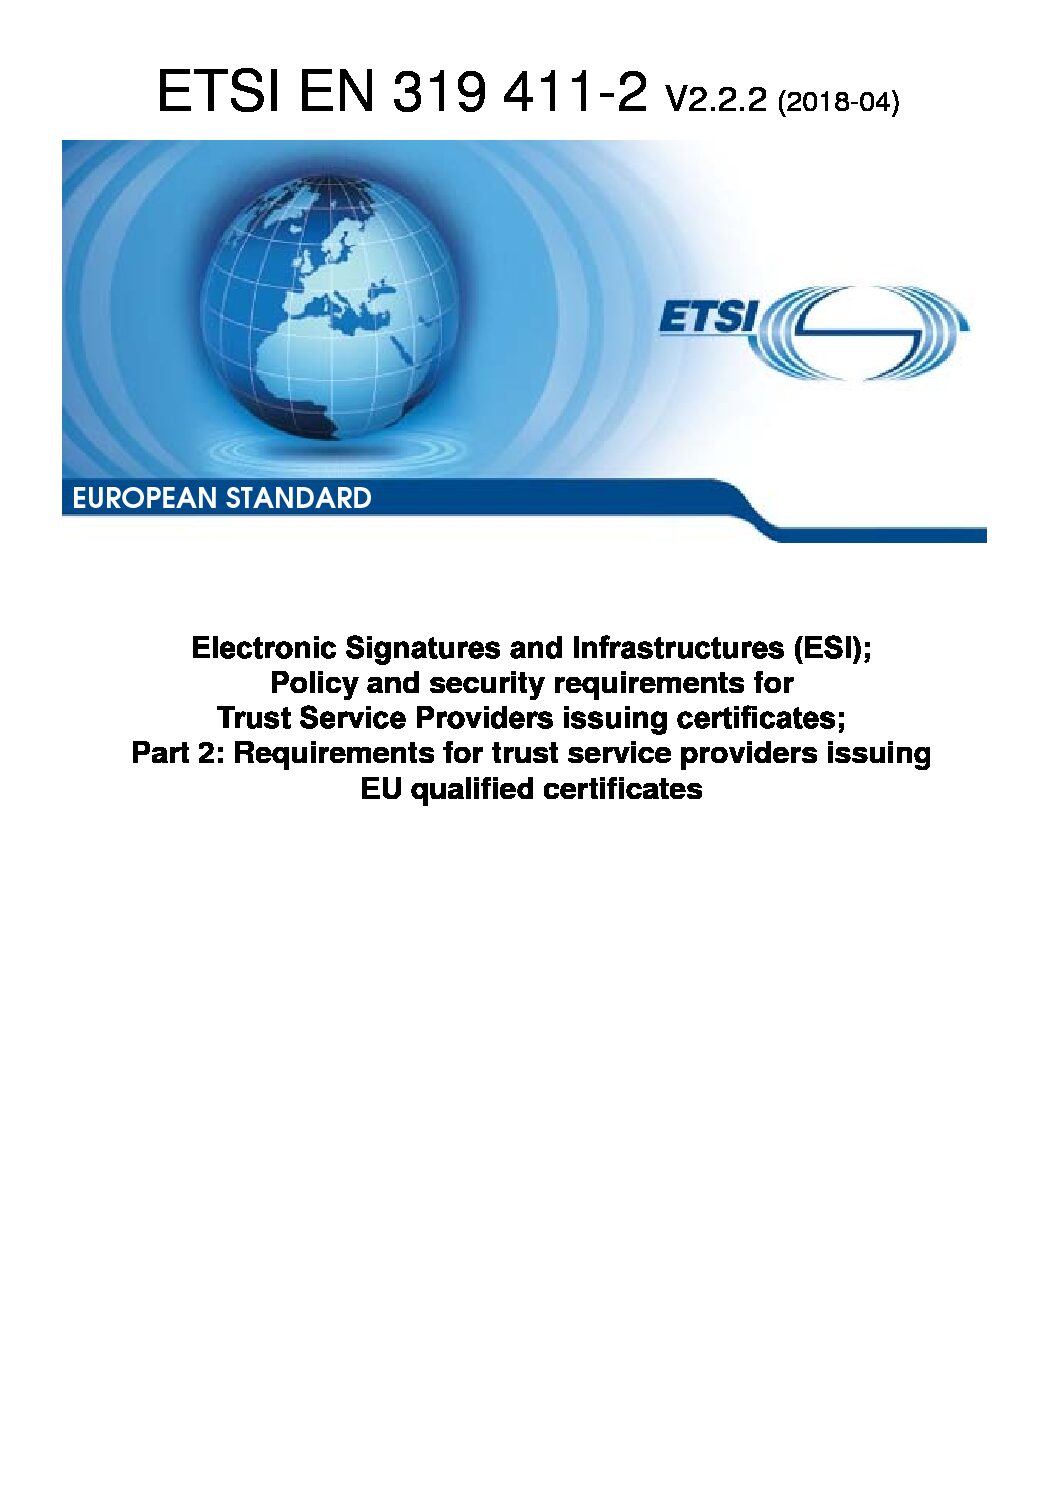 ETSI EN 319 411-2 V2.2.2 (2018-04)
ETSI
EUROPEAN STANDARD
Electronic Signatures and Infrastructures (ESI);
Policy and security requirements for
Trust Service Providers issuing certificates;
Part 2: Requirements for trust service providers issuing
EU qualified certificates